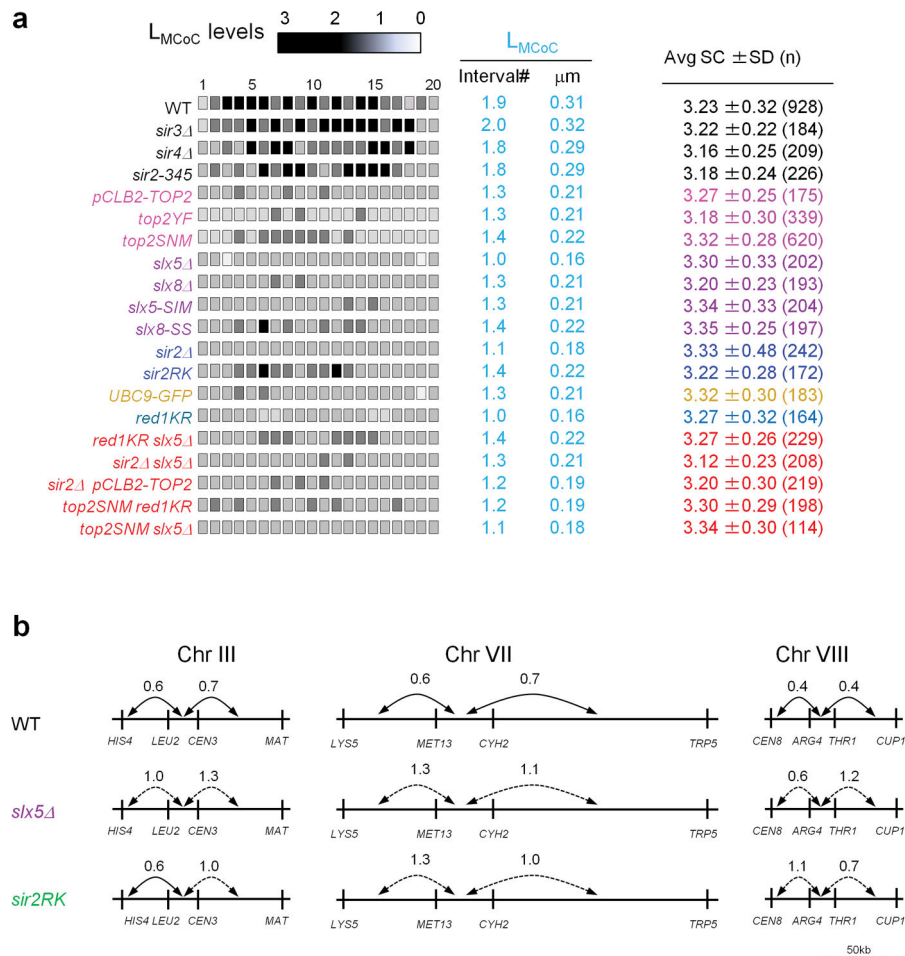 a
L_MCoC levels
3 2 1 0
L_MCoC
Interval# μm
Avg SC ±SD (n)
1 5 10 15 20
WT 1.9 0.31 3.23 ±0.32 (928)
sir3Δ 2.0 0.32 3.22 ±0.22 (184)
sir4Δ 1.8 0.29 3.16 ±0.25 (209)
sir2-345 1.8 0.29 3.18 ±0.24 (226)
pCLB2-TOP2 1.3 0.21 3.27 ±0.25 (175)
top2YF 1.3 0.21 3.18 ±0.30 (339)
top2SNM 1.4 0.22 3.32 ±0.28 (620)
slx5Δ 1.0 0.16 3.30 ±0.33 (202)
slx8Δ 1.3 0.21 3.20 ±0.23 (193)
slx5-SIM 1.3 0.21 3.34 ±0.33 (204)
slx8-SS 1.4 0.22 3.35 ±0.25 (197)
sir2Δ 1.1 0.18 3.33 ±0.48 (242)
sir2RK 1.4 0.22 3.22 ±0.28 (172)
UBC9-GFP 1.3 0.21 3.32 ±0.30 (183)
red1KR 1.0 0.16 3.27 ±0.32 (164)
red1KR slx5Δ 1.4 0.22 3.27 ±0.26 (229)
sir2Δ slx5Δ 1.3 0.21 3.12 ±0.23 (208)
sir2Δ pCLB2-TOP2 1.2 0.19 3.20 ±0.30 (219)
top2SNM red1KR 1.2 0.19 3.30 ±0.29 (198)
top2SNM slx5Δ 1.1 0.18 3.34 ±0.30 (114)
b
Chr III Chr VII Chr VIII
0.6 0.7 0.6 0.7 0.4 0.4
WT
HIS4 LEU2 CEN3 MAT LYS5 MET13 CYH2 TRP5 CEN8 ARG4 THR1 CUP1
1.0 1.3 1.3 1.1 0.6 1.2
slx5Δ
HIS4 LEU2 CEN3 MAT LYS5 MET13 CYH2 TRP5 CEN8 ARG4 THR1 CUP1
0.6 1.0 1.3 1.0 1.1 0.7
sir2RK
HIS4 LEU2 CEN3 MAT LYS5 MET13 CYH2 TRP5 CEN8 ARG4 THR1 CUP1
50kb